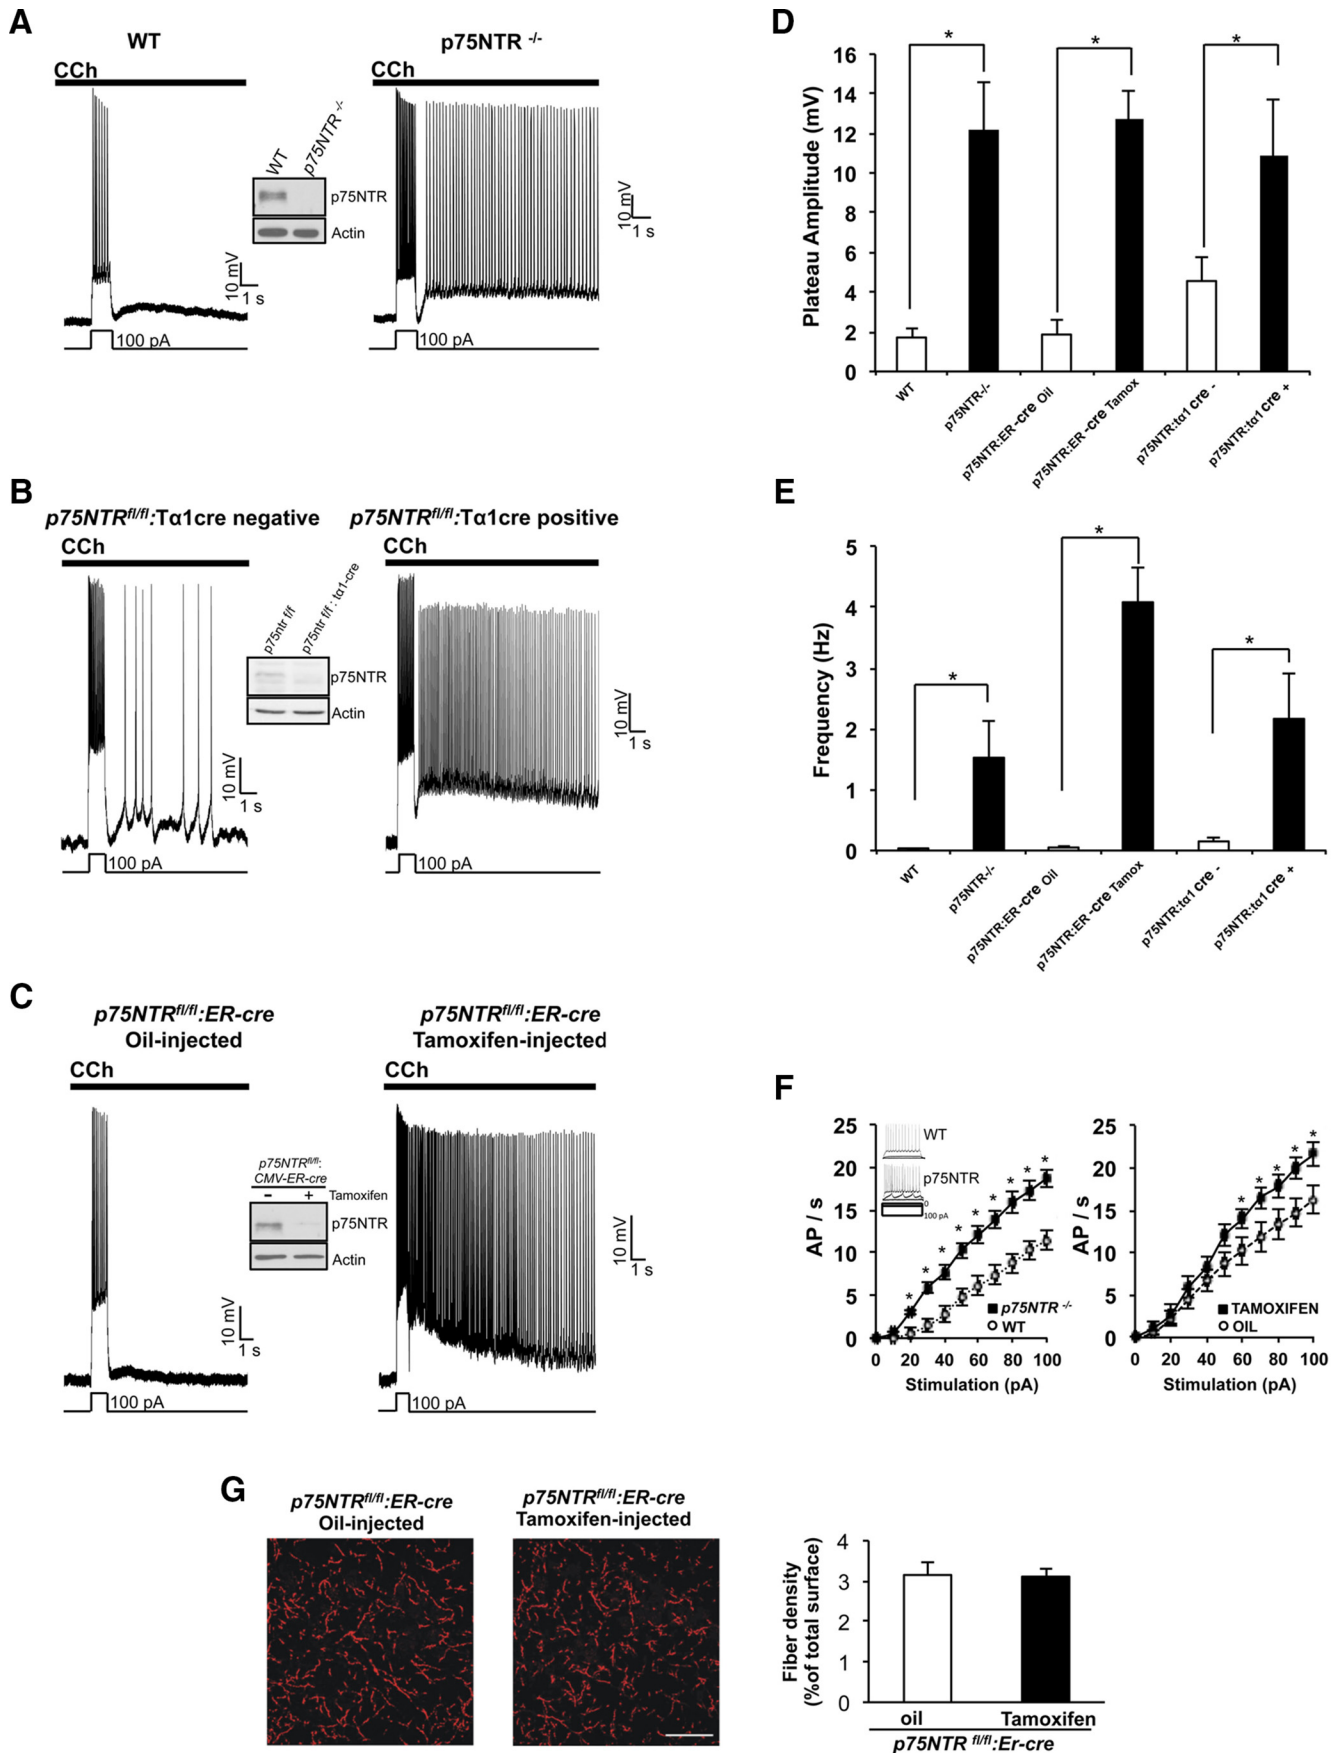 A
WT
p75NTR -/-
CCh
CCh
WT
p75NTR -/-
p75NTR
Actin
10 mV
1 s
10 mV
1 s
100 pA
100 pA
B
p75NTRfl/fl:Tα1cre negative
p75NTRfl/fl:Tα1cre positive
CCh
CCh
p75ntr f/f
p75ntr f/f : tα1-cre
p75NTR
Actin
10 mV
1 s
10 mV
1 s
100 pA
100 pA
C
p75NTRfl/fl:ER-cre
Oil-injected
p75NTRfl/fl:ER-cre
Tamoxifen-injected
CCh
CCh
p75NTRfl/fl:
CMV-ER-cre
- + Tamoxifen
p75NTR
Actin
10 mV
1 s
10 mV
1 s
100 pA
100 pA
D
Plateau Amplitude (mV)
16
14
12
10
8
6
4
2
0
* * *
WT
p75NTR-/-
p75NTR:ER-cre Oil
p75NTR:ER-cre Tamox
p75NTR:tα1 cre -
p75NTR:tα1 cre +
E
Frequency (Hz)
5
4
3
2
1
0
* * *
WT
p75NTR-/-
p75NTR:ER-cre Oil
p75NTR:ER-cre Tamox
p75NTR:tα1 cre -
p75NTR:tα1 cre +
F
AP / s
25
20
15
10
5
0
WT
p75NTR
0
100 pA
* * * * * * * * *
p75NTR -/-
WT
0 20 40 60 80 100
Stimulation (pA)
AP / s
25
20
15
10
5
0
* * * * *
TAMOXIFEN
OIL
0 20 40 60 80 100
Stimulation (pA)
G
p75NTRfl/fl:ER-cre
Oil-injected
p75NTRfl/fl:ER-cre
Tamoxifen-injected
Fiber density
(%of total surface)
4
3
2
1
0
oil Tamoxifen
p75NTR fl/fl:Er-cre